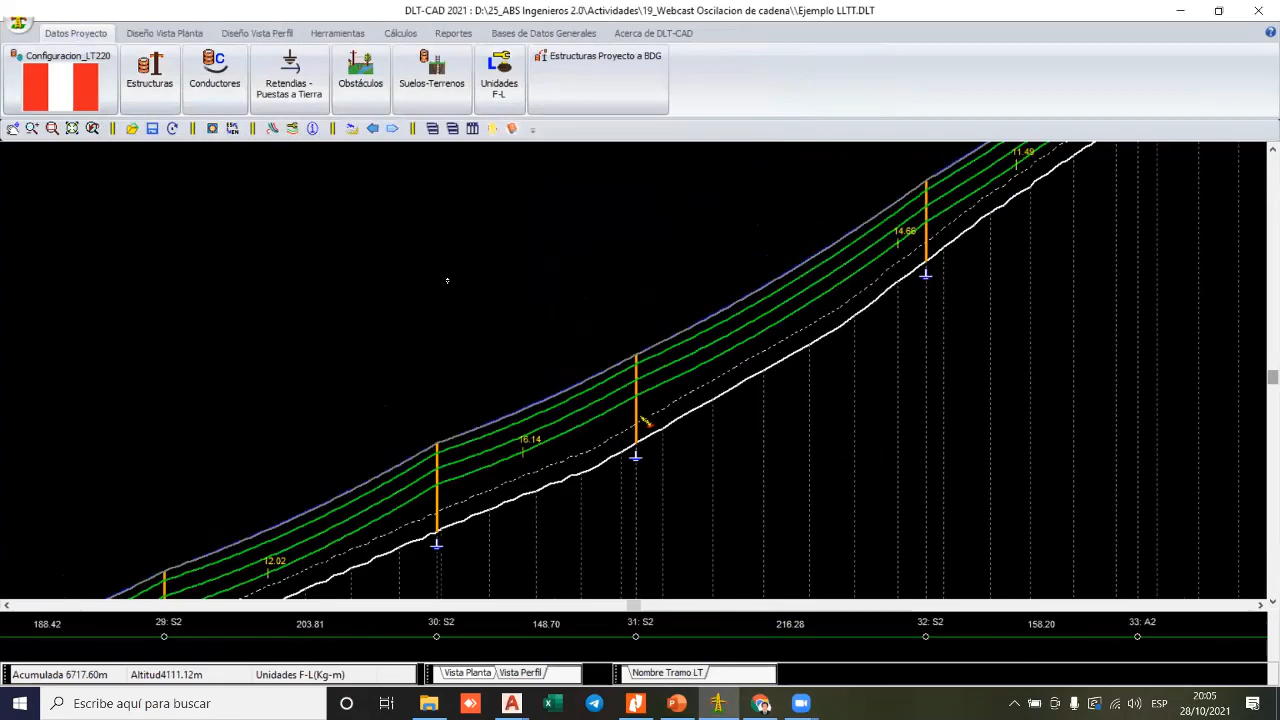 DLT-CAD 2021 : D:\25_ABS Ingenieros 2.0\Actividades\19_Webcast Oscilacion de cadena\\Ejemplo LLTT.DLT
Datos Proyecto Diseño Vista Planta Diseño Vista Perfil Herramientas Cálculos Reportes Bases de Datos Generales Acerca de DLT-CAD
Configuracion_LT220
Estructuras
Conductores
Retendias -
Puestas a Tierra
Obstáculos
Suelos-Terrenos
Unidades
F-L
Estructuras Proyecto a BDG
11.49
14.66
16.14
12.02
188.42 29: S2 203.81 30: S2 148.70 31: S2 216.28 32: S2 158.20 33: A2
Acumulada 6717.60m Altitud4111.12m Unidades F-L(Kg-m) Vista Planta Vista Perfil Nombre Tramo LT
Escribe aquí para buscar
ESP
20:05
28/10/2021